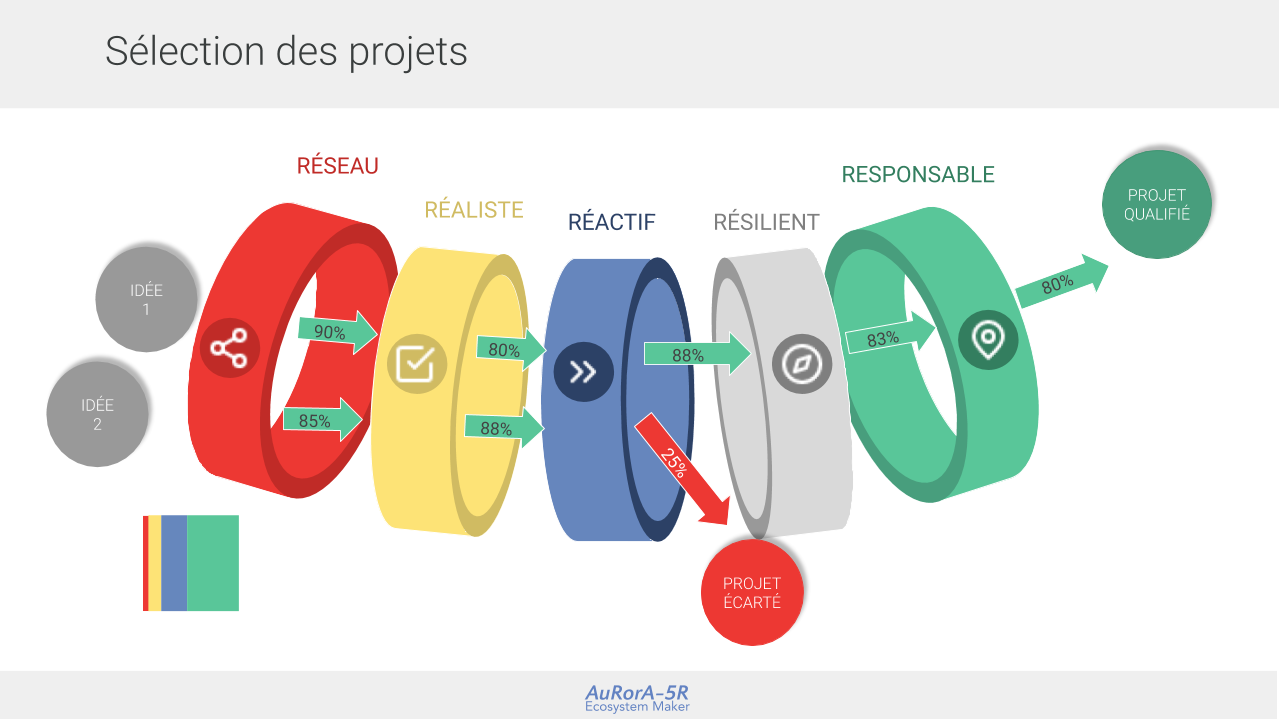 Sélection des projets
RÉSEAU
RÉALISTE
RÉACTIF
RÉSILIENT
RESPONSABLE
PROJET
QUALIFIÉ
IDÉE
1
IDÉE
2
90%
85%
80%
88%
88%
25%
83%
80%
PROJET
ÉCARTÉ
AuRorA-5R
Ecosystem Maker